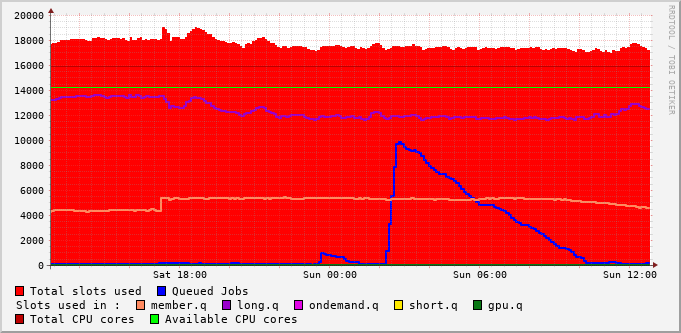 20000
18000
16000
14000
12000
10000
8000
6000
4000
2000
0
Sat 18:00 Sun 00:00 Sun 06:00 Sun 12:00
RRDTOOL / TOBI OETIKER
Total slots used Queued Jobs
Slots used in : member.q long.q ondemand.q short.q gpu.q
Total CPU cores Available CPU cores